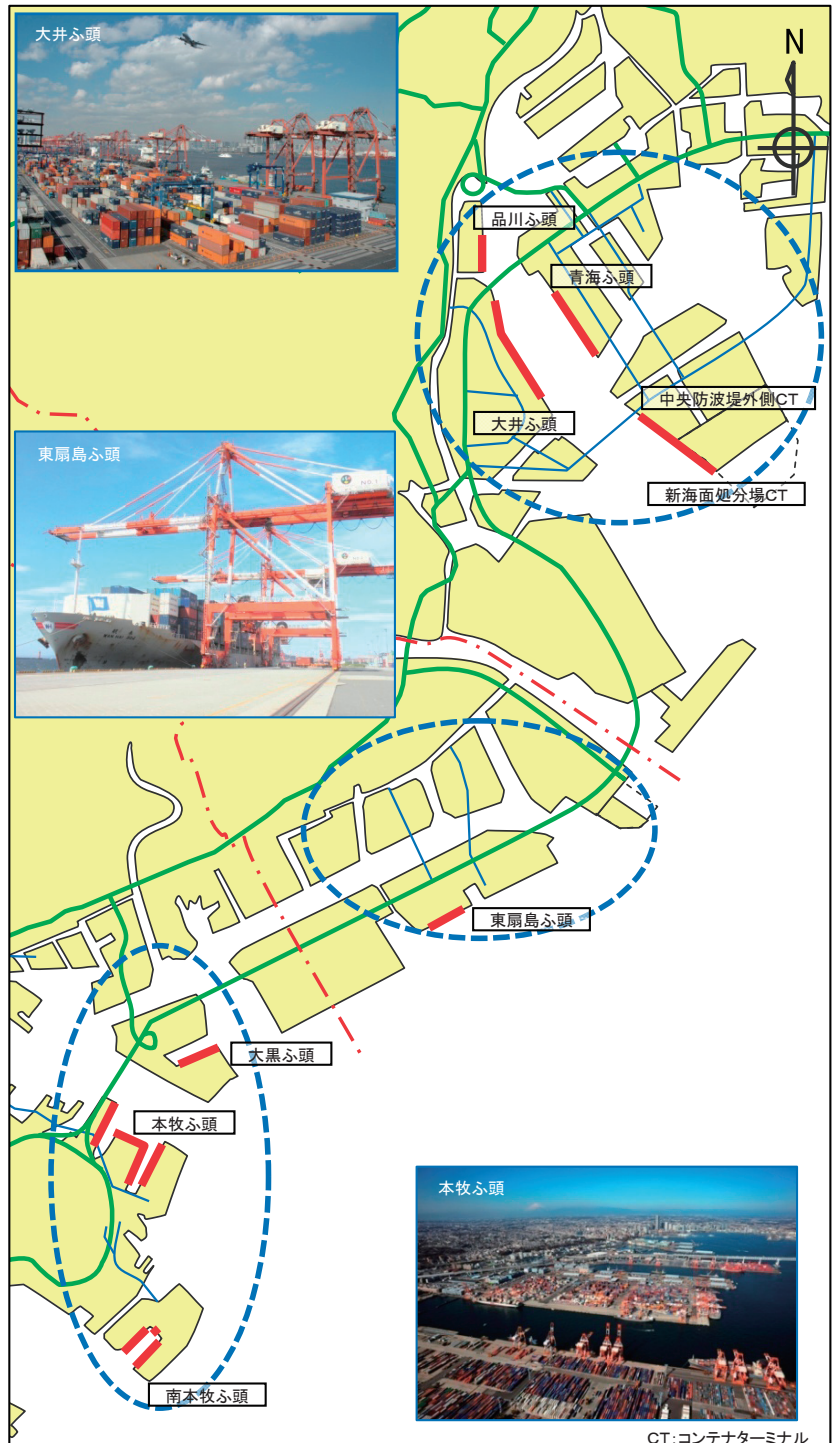 大井ふ頭
N
品川ふ頭
青海ふ頭
中央防波堤外側CT
大井ふ頭
新海面処分場CT
東扇島ふ頭
東扇島ふ頭
大黒ふ頭
本牧ふ頭
本牧ふ頭
南本牧ふ頭
CT:コンテナターミナル